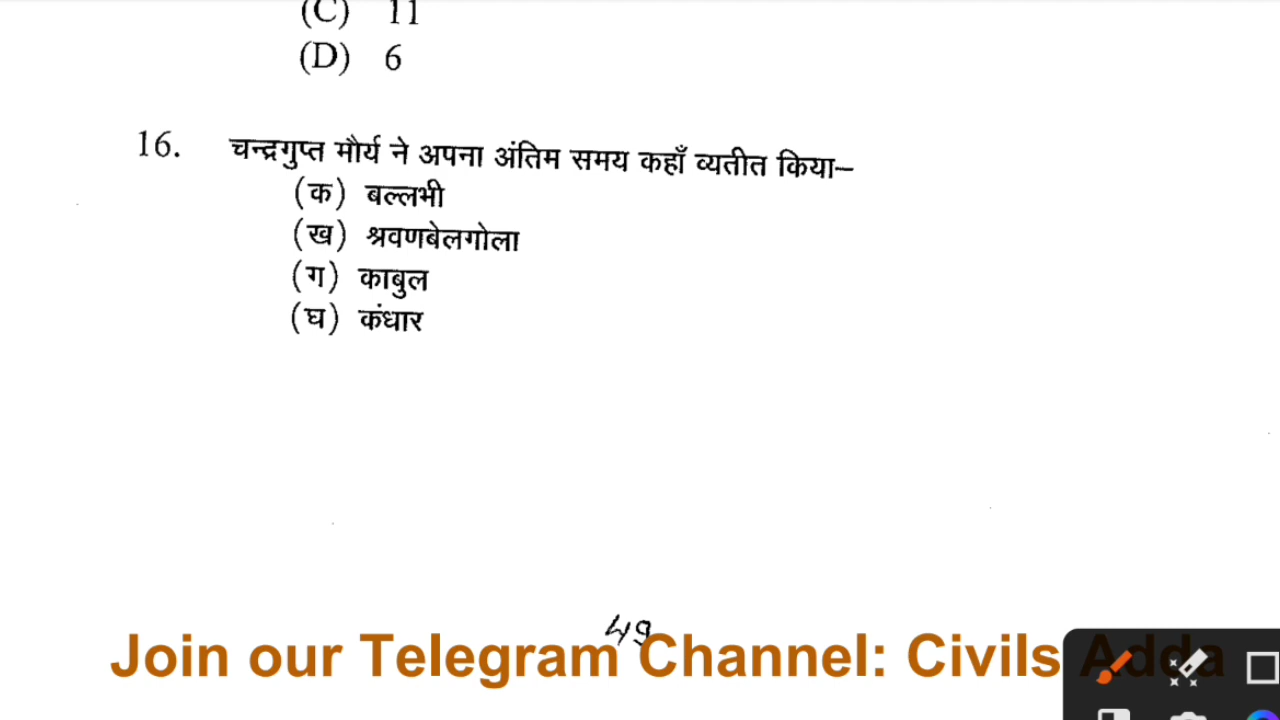 (C) 11
(D) 6
16. चन्द्रगुप्त मौर्य ने अपना अंतिम समय कहाँ व्यतीत किया–
(क) बल्लभी
(ख) श्रवणबेलगोला
(ग) काबुल
(घ) कंधार
49
Join our Telegram Channel: Civils Adda